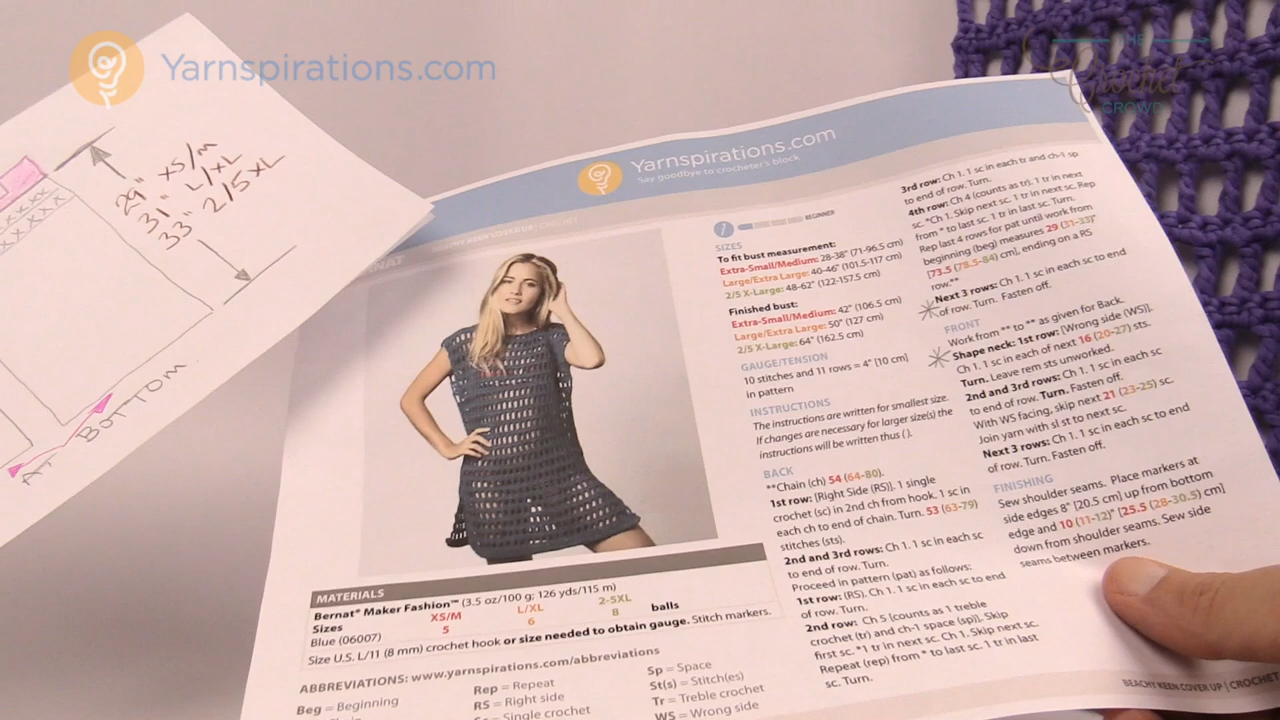 Yarnspirations.com
THE
Crochet
CROWD
29" XS/M
31" L/XL
33" 2/5 XL
BOTTOM
Yarnspirations.com
Say goodbye to crocheter's block
BEACHY KEEN COVER UP | CROCHET
BERNAT
BEGINNER
SIZES
To fit bust measurement:
Extra-Small/Medium: 28-38" (71-96.5 cm)
Large/Extra Large: 40-46" (101.5-117 cm)
2/5 X-Large: 48-62" (122-157.5 cm)
Finished bust:
Extra-Small/Medium: 42" (106.5 cm)
Large/Extra Large: 50" (127 cm)
2/5 X-Large: 64" (162.5 cm)
GAUGE/TENSION
10 stitches and 11 rows = 4" [10 cm]
in pattern
INSTRUCTIONS
The instructions are written for smallest size.
If changes are necessary for larger size(s) the
instructions will be written thus ( ).
BACK
**Chain (ch) 54 (64-80).
1st row: [Right Side (RS)]. 1 single
crochet (sc) in 2nd ch from hook. 1 sc in
each ch to end of chain. Turn. 53 (63-79)
stitches (sts).
2nd and 3rd rows: Ch 1. 1 sc in each sc
to end of row. Turn.
Proceed in pattern (pat) as follows:
1st row: (RS). Ch 1. 1 sc in each sc to end
of row. Turn.
2nd row: Ch 5 (counts as 1 treble
crochet (tr) and ch-1 space (sp)]. Skip
first sc. *1 tr in next sc. Ch 1. Skip next sc.
Repeat (rep) from * to last sc. 1 tr in last
sc. Turn.
3rd row: Ch 1. 1 sc in each tr and ch-1 sp
to end of row. Turn.
4th row: Ch 4 (counts as tr). 1 tr in next
sc. *Ch 1. Skip next sc. 1 tr in next sc. Rep
from * to last sc. 1 tr in last sc. Turn.
Rep last 4 rows for pat until work from
beginning (beg) measures 29 (31-33)"
[73.5 (78.5-84) cm], ending on a RS
row.**
Next 3 rows: Ch 1. 1 sc in each sc to end
of row. Turn. Fasten off.
FRONT
Work from ** to ** as given for Back.
Shape neck: 1st row: [Wrong side (WS)].
Ch 1. 1 sc in each of next 16 (20-27) sts.
Turn. Leave rem sts unworked.
2nd and 3rd rows: Ch 1. 1 sc in each sc
to end of row. Turn. Fasten off.
With WS facing, skip next 21 (23-25) sc.
Join yarn with sl st to next sc.
Next 3 rows: Ch 1. 1 sc in each sc to end
of row. Turn. Fasten off.
FINISHING
Sew shoulder seams. Place markers at
side edges 8" [20.5 cm] up from bottom
edge and 10 (11-12)" [25.5 (28-30.5) cm]
down from shoulder seams. Sew side
seams between markers.
MATERIALS
Bernat® Maker Fashion™ (3.5 oz/100 g; 126 yds/115 m)
Sizes XS/M L/XL 2-5XL
Blue (06007) 5 6 8 balls
Size U.S. L/11 (8 mm) crochet hook or size needed to obtain gauge. Stitch markers.
ABBREVIATIONS: www.yarnspirations.com/abbreviations
Beg = Beginning
Rep = Repeat
RS = Right side
Sc = Single crochet
Sp = Space
St(s) = Stitch(es)
Tr = Treble crochet
WS = Wrong side
BEACHY KEEN COVER UP | CROCHET